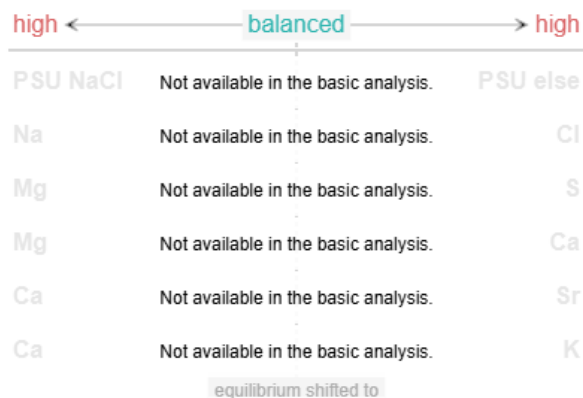 high balanced high
PSU NaCl Not available in the basic analysis. PSU else
Na Not available in the basic analysis. Cl
Mg Not available in the basic analysis. S
Mg Not available in the basic analysis. Ca
Ca Not available in the basic analysis. Sr
Ca Not available in the basic analysis. K
equilibrium shifted to